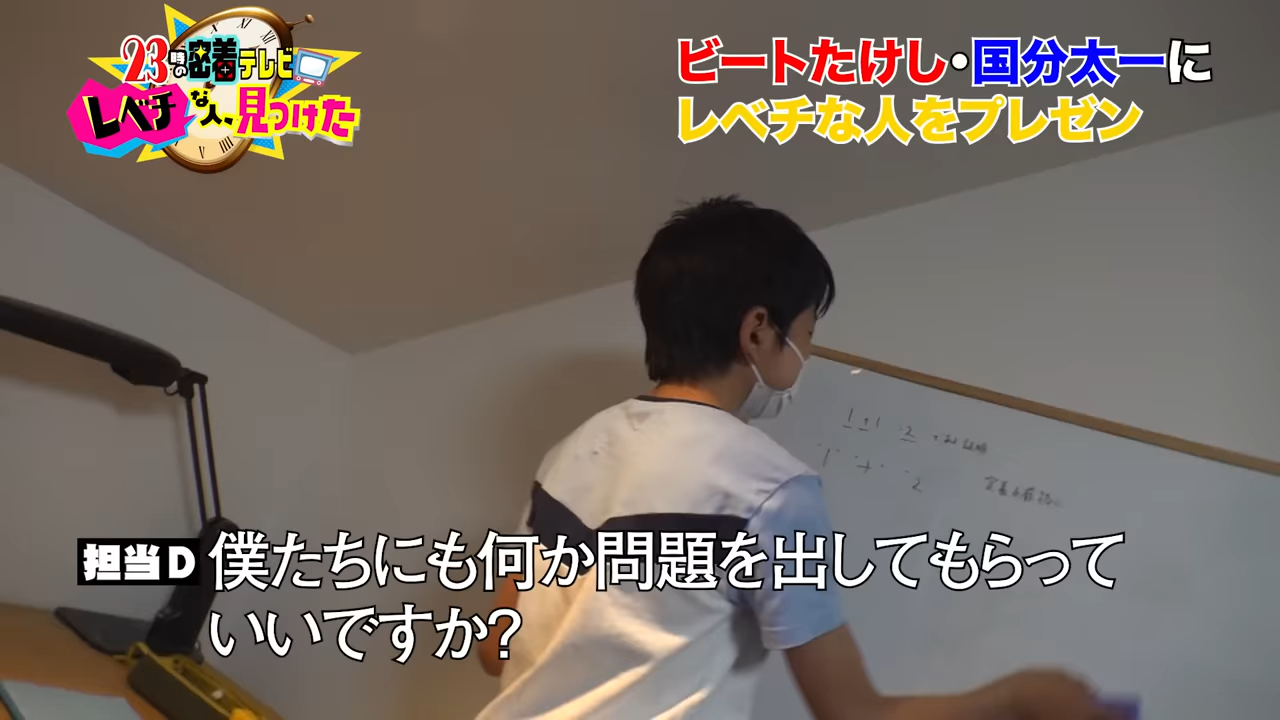 23時の密着テレビ
レベチな人、見つけた
ビートたけし・国分太一に
レベチな人をプレゼン
1+1=2
担当D 僕たちにも何か問題を出してもらって
いいですか?